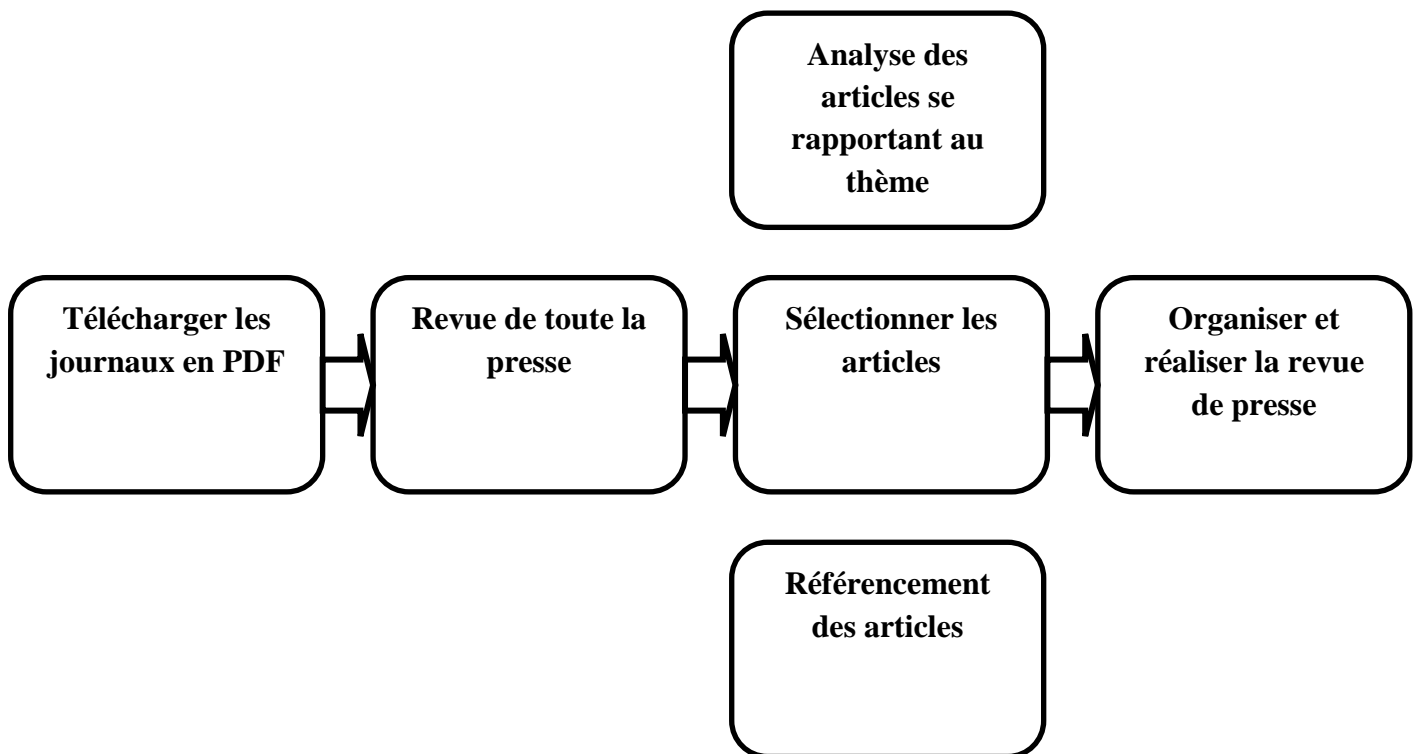 Analyse des
articles se
rapportant au
thème
Télécharger les
journaux en PDF
Revue de toute la
presse
Sélectionner les
articles
Organiser et
réaliser la revue
de presse
Référencement
des articles